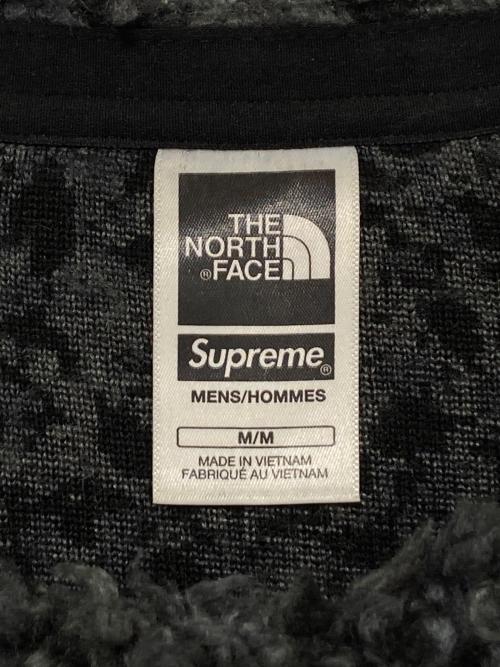 THE
NORTH
®FACE
Supreme®
MENS/HOMMES
M/M
MADE IN VIETNAM
FABRIQUÉ AU VIETNAM